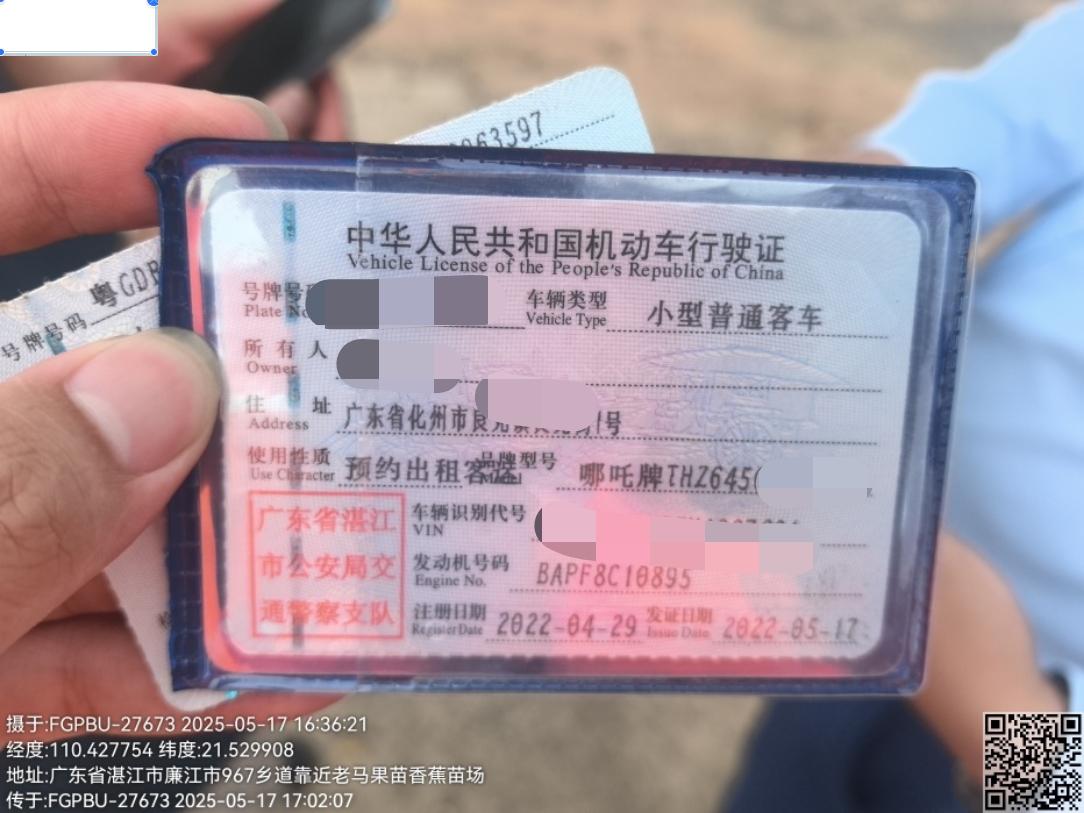 063597
粤GDB
号牌号码
中华人民共和国机动车行驶证
Vehicle License of the People's Republic of China
号牌号
Plate No
车辆类型
Vehicle Type
小型普通客车
所有人
Owner
住址
Address
广东省化州市良 号
使用性质
Use Character
预约出租客运
品牌型号
哪吒牌THZ645
广东省湛江
市公安局交
通警察支队
车辆识别代号
VIN
发动机号码
Engine No.
BAPF8C10895
注册日期
Register Date
2022-04-29
发证日期
Issue Date
2022-05-17
摄于:FGPBU-27673 2025-05-17 16:36:21
经度:110.427754 纬度:21.529908
地址:广东省湛江市廉江市967乡道靠近老马果苗香蕉苗场
传于:FGPBU-27673 2025-05-17 17:02:07